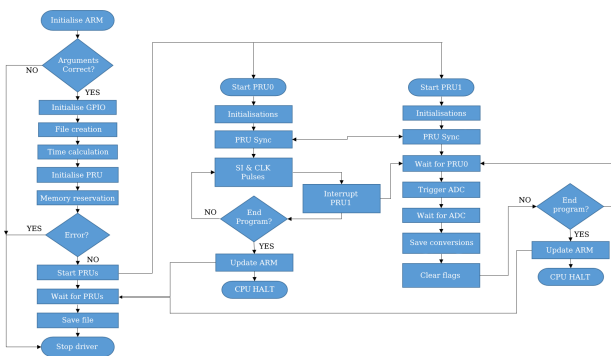 Initialise ARM
Arguments
Correct?
NO
YES
Initialise GPIO
File creation
Time calculation
Initialise PRU
Memory reservation
YES
Error?
NO
Start PRUs
Wait for PRUs
Save file
Stop driver
Start PRU0
Initialisations
PRU Sync
SI & CLK
Pulses
Interrupt
PRU1
NO
End
Program?
YES
Update ARM
CPU HALT
Start PRU1
Initialisations
PRU Sync
Wait for PRU0
Trigger ADC
Wait for ADC
Save conversions
Clear flags
NO
End
program?
YES
Update ARM
CPU HALT